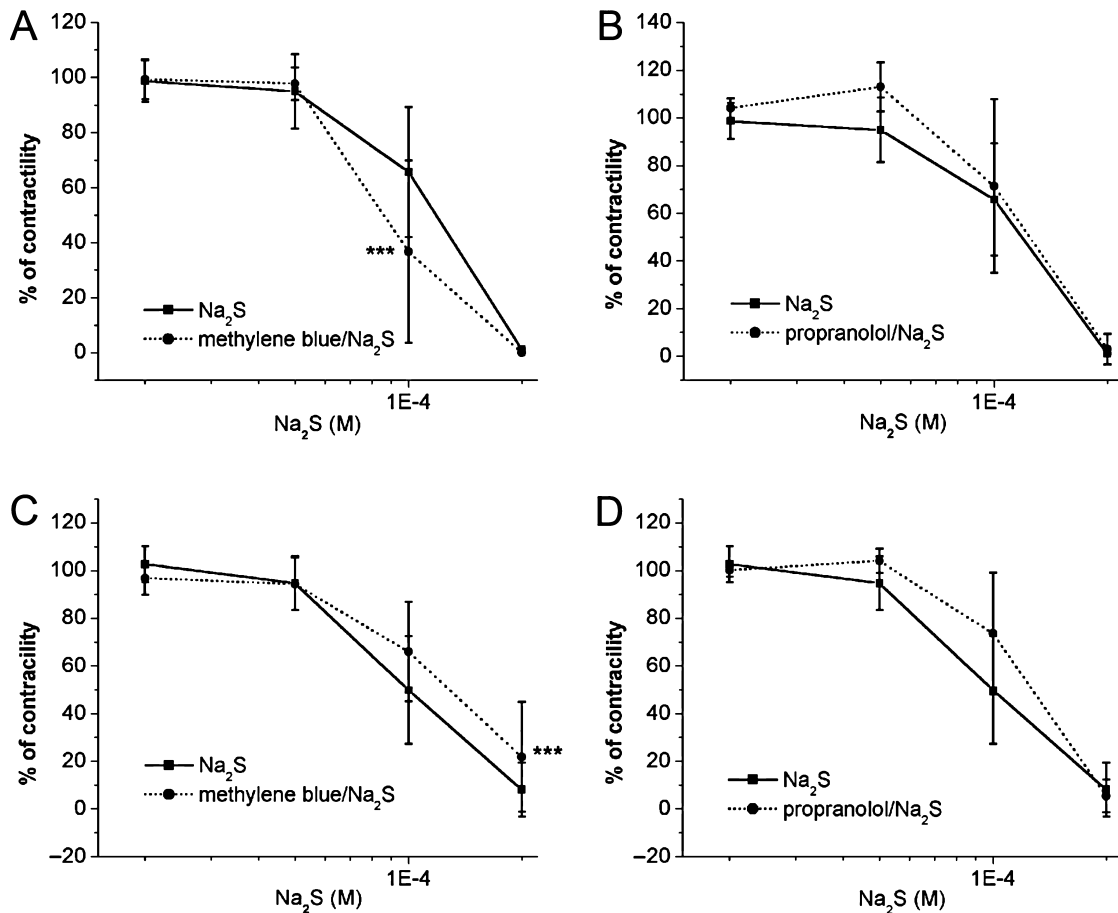 A
120
100
80
60
40
20
0
% of contractility
***
Na₂S
methylene blue/Na₂S
1E-4
Na₂S (M)
B
140
120
100
80
60
40
20
0
% of contractility
Na₂S
propranolol/Na₂S
1E-4
Na₂S (M)
C
120
100
80
60
40
20
0
–20
% of contracility
***
Na₂S
methylene blue/Na₂S
1E-4
Na₂S (M)
D
120
100
80
60
40
20
0
–20
% of contracility
Na₂S
propranolol/Na₂S
1E-4
Na₂S (M)